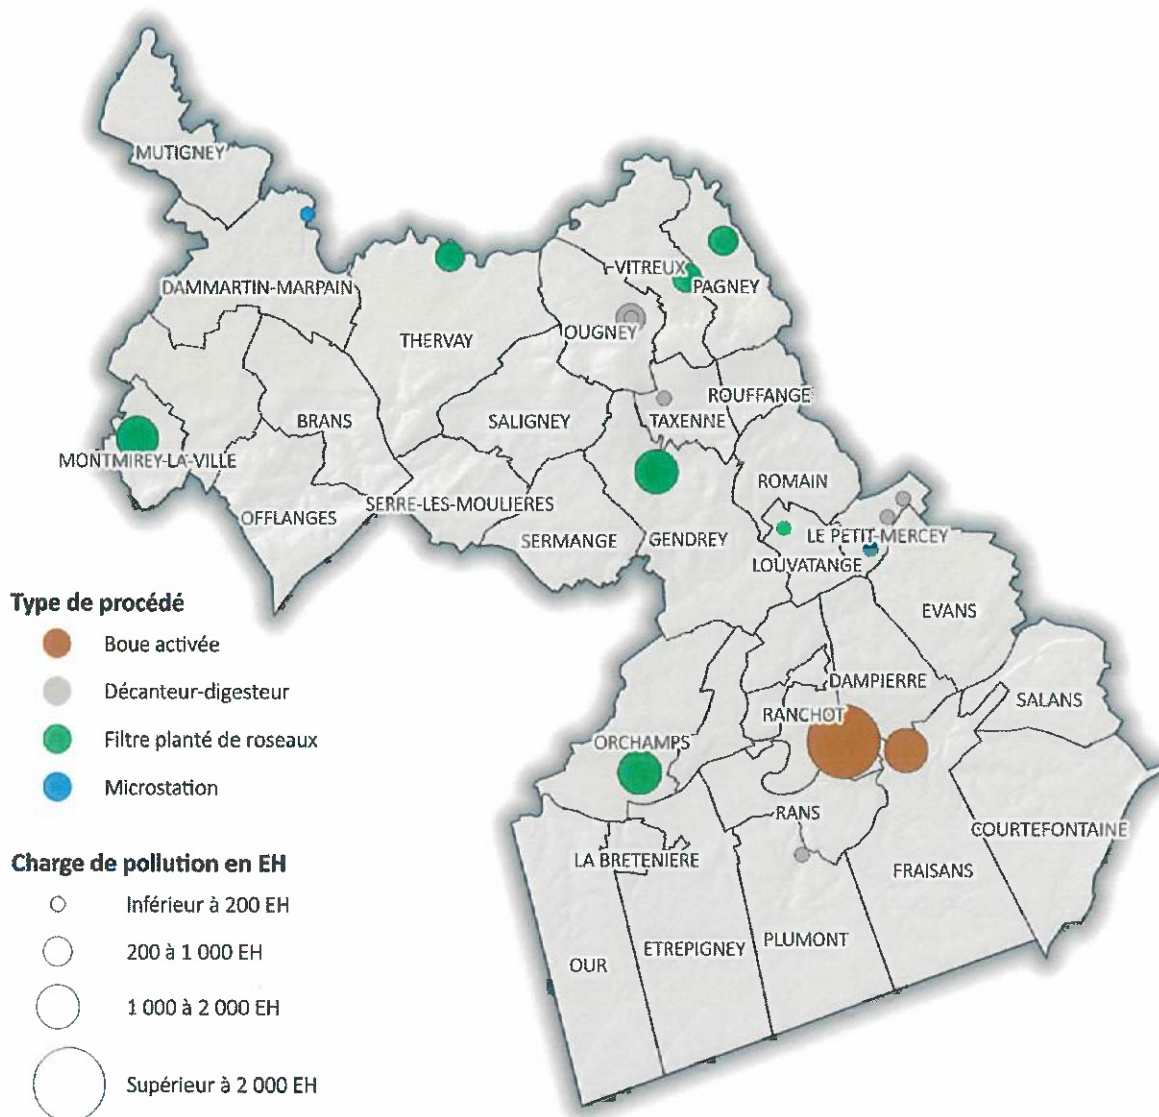 MUTIGNEY
DAMMARTIN-MARPAIN
VITREUX
PAGNEY
THERVAY
OUGNEY
ROUFFANGE
BRANS
SALIGNEY
TAXENNE
MONTMIREY-LA-VILLE
ROMAIN
OFFLANGES
SERRE-LES-MOULIERES
SERMANGE
GENDREY
LE PETIT-MERCEY
LOUVATANGE
EVANS
Type de procédé
Boue activée
Décanteur-digesteur
Filtre planté de roseaux
Microstation
DAMPIERRE
SALANS
RANCHOT
ORCHAMPS
RANS
COURTEFONTAINE
LA BRETENIERE
FRAISANS
PLUMONT
ETREPIGNEY
OUR
Charge de pollution en EH
Inférieur à 200 EH
200 à 1 000 EH
1 000 à 2 000 EH
Supérieur à 2 000 EH